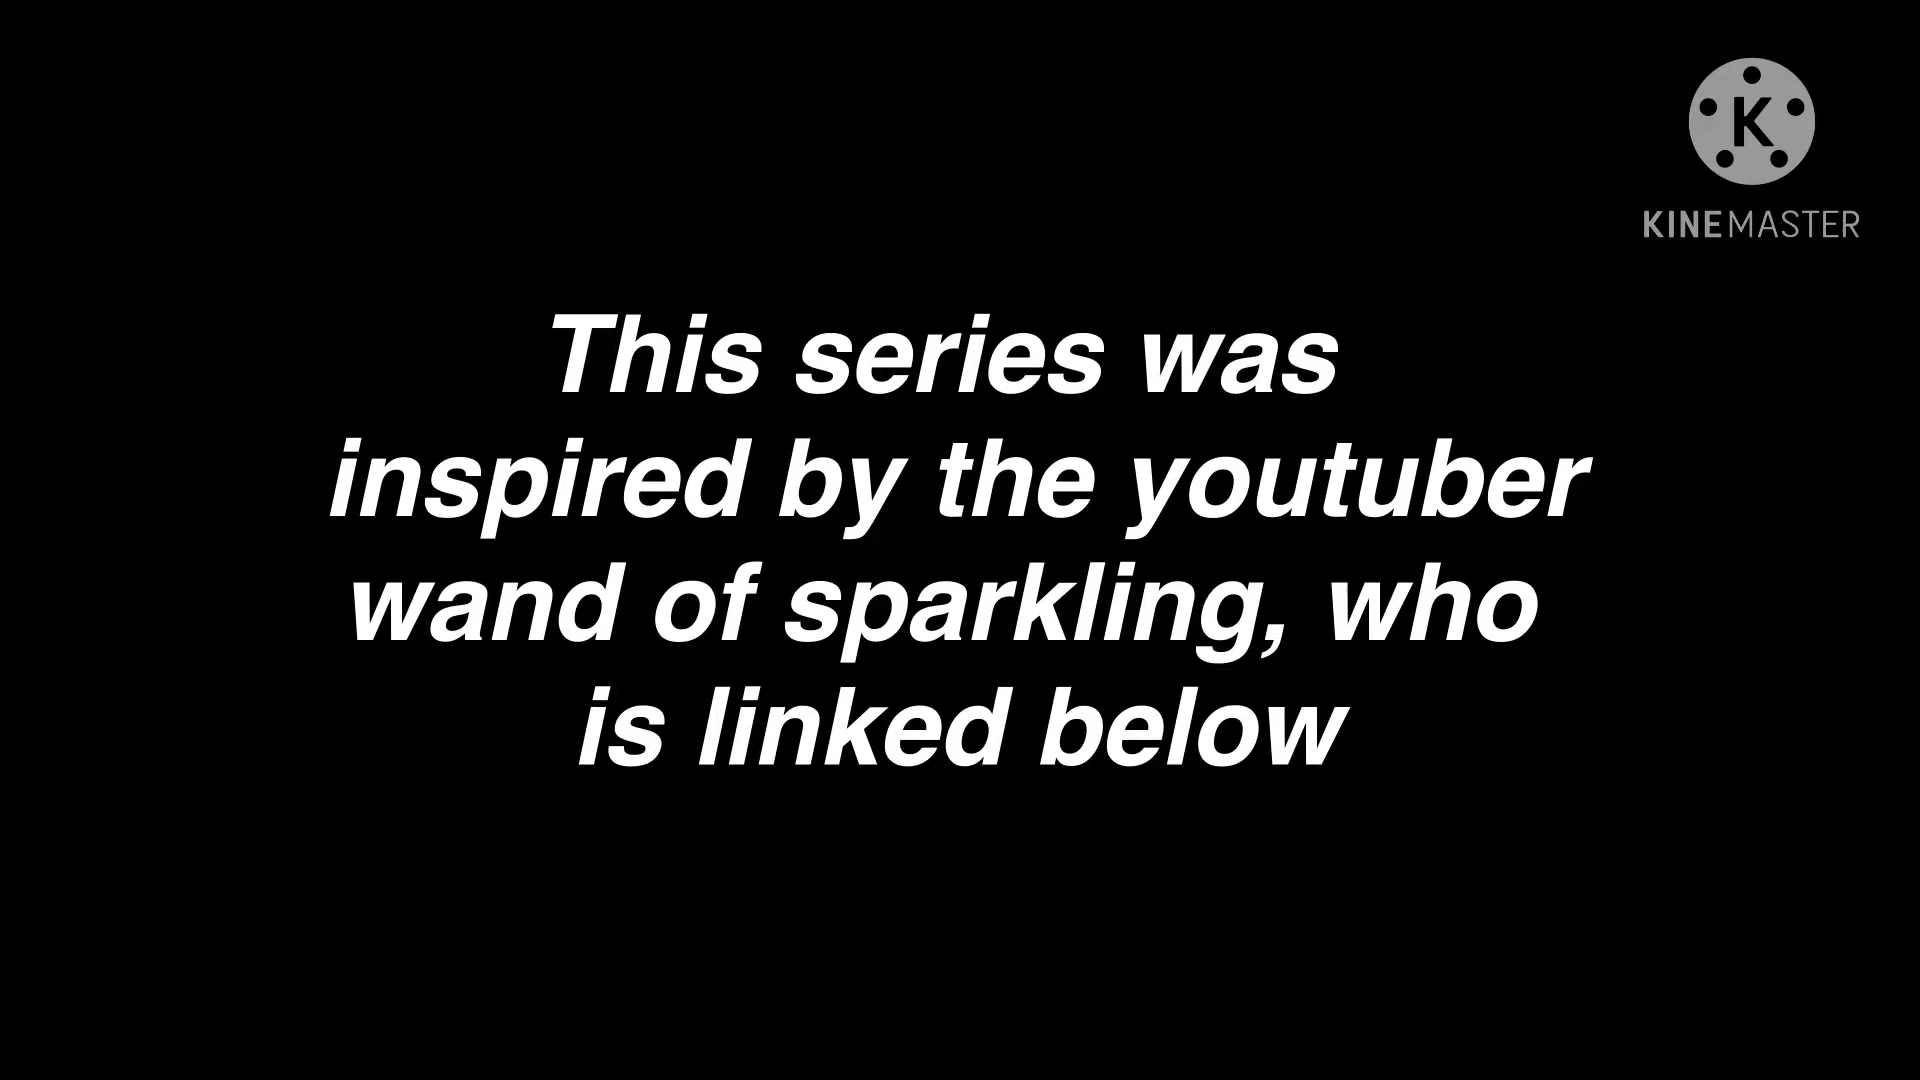 K
KINEMASTER
This series was
inspired by the youtuber
wand of sparkling, who
is linked below